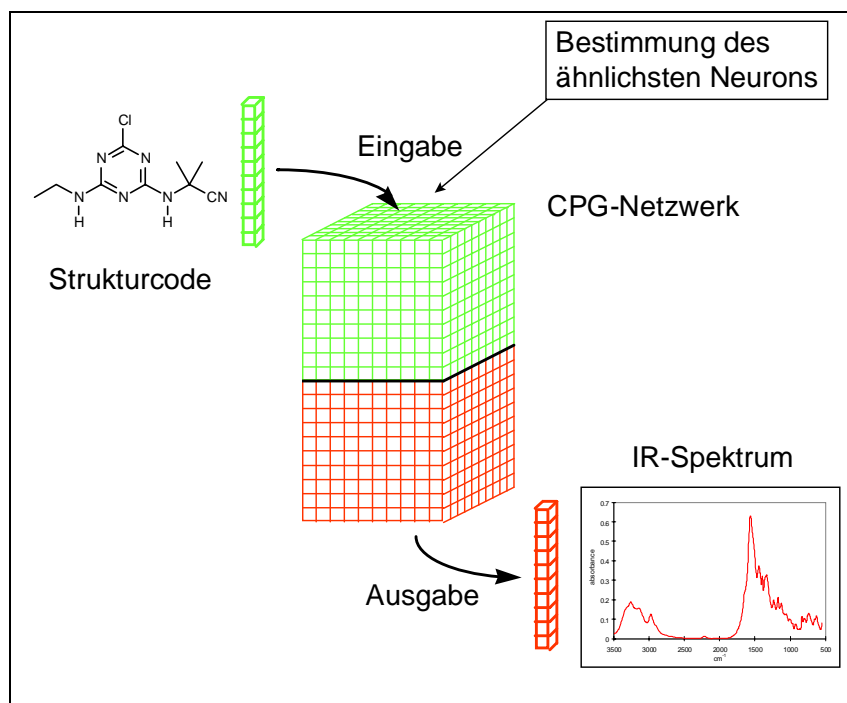 Bestimmung des
ähnlichsten Neurons
Eingabe
CPG-Netzwerk
Cl
N N
N N N CN
H H
Strukturcode
IR-Spektrum
Ausgabe
absorbance
0.7
0.6
0.5
0.4
0.3
0.2
0.1
0
3500 3000 2500 2000 1500 1000 500
cm-1